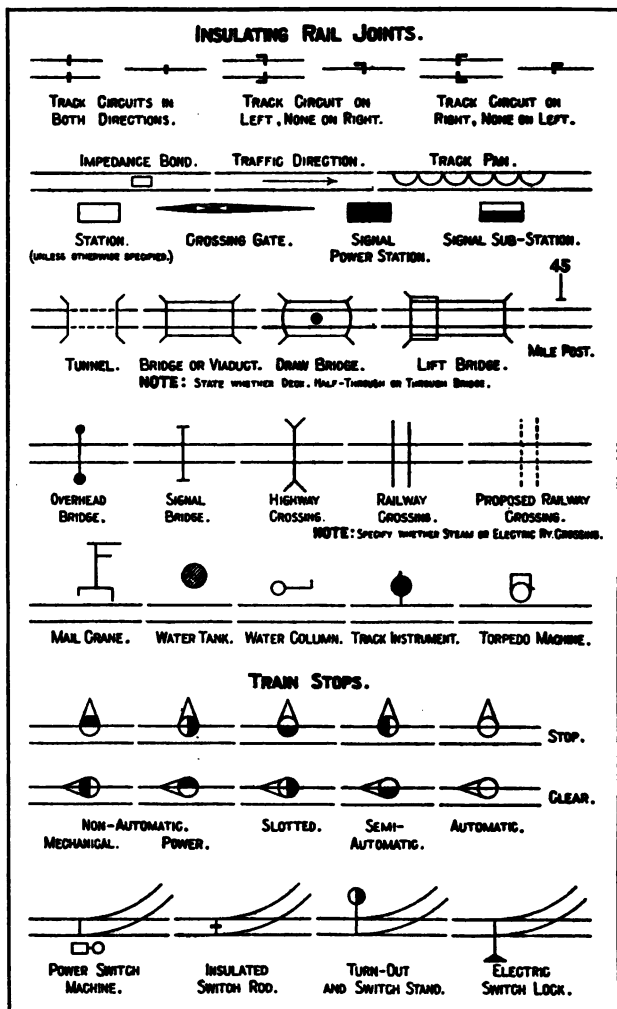 INSULATING RAIL JOINTS.
TRACK CIRCUITS IN BOTH DIRECTIONS.
TRACK CIRCUIT ON LEFT, NONE ON RIGHT.
TRACK CIRCUIT ON RIGHT, NONE ON LEFT.
IMPEDANCE BOND. TRAFFIC DIRECTION. TRACK PAN.
STATION. (UNLESS OTHERWISE SPECIFIED.)
CROSSING GATE.
SIGNAL POWER STATION.
SIGNAL SUB-STATION.
45
TUNNEL. BRIDGE OR VIADUCT. DRAW BRIDGE. LIFT BRIDGE. MILE POST.
NOTE: STATE WHETHER DECK, HALF-THROUGH OR THROUGH BRIDGE.
OVERHEAD BRIDGE.
SIGNAL BRIDGE.
HIGHWAY CROSSING.
RAILWAY CROSSING.
PROPOSED RAILWAY CROSSING.
NOTE: SPECIFY WHETHER STEAM OR ELECTRIC RY. CROSSING.
MAIL CRANE. WATER TANK. WATER COLUMN. TRACK INSTRUMENT. TORPEDO MACHINE.
TRAIN STOPS.
STOP.
CLEAR.
NON-AUTOMATIC.
MECHANICAL. POWER.
SLOTTED.
SEMI-AUTOMATIC.
AUTOMATIC.
POWER SWITCH MACHINE.
INSULATED SWITCH ROD.
TURN-OUT AND SWITCH STAND.
ELECTRIC SWITCH LOCK.